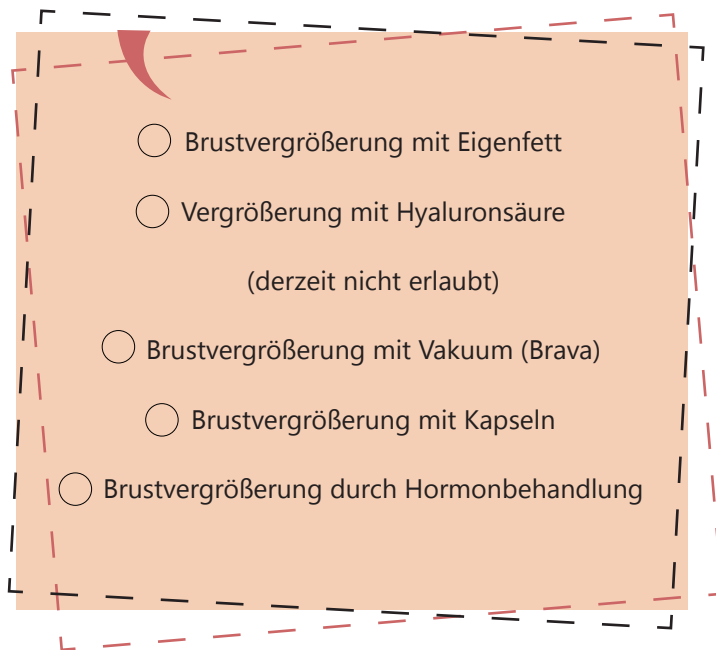 Brustvergrößerung mit Eigenfett
Vergrößerung mit Hyaluronsäure
(derzeit nicht erlaubt)
Brustvergrößerung mit Vakuum (Brava)
Brustvergrößerung mit Kapseln
Brustvergrößerung durch Hormonbehandlung